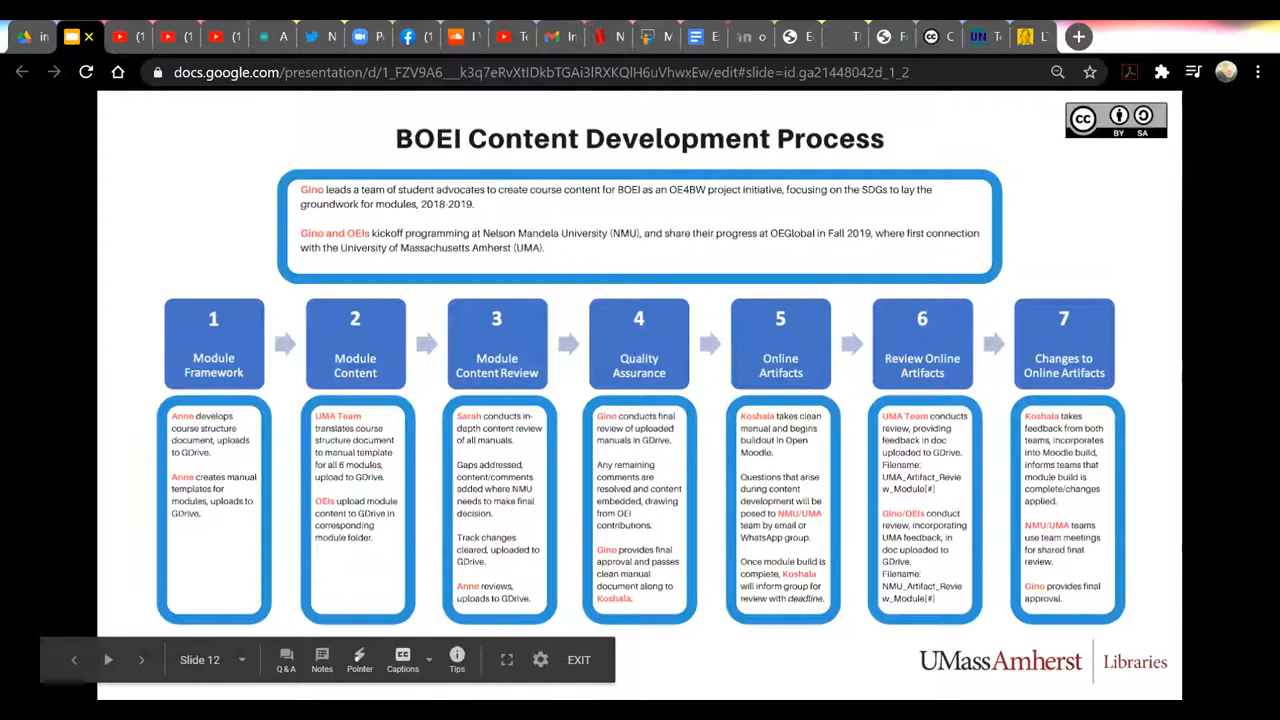 in
(1
(1
(1
A
N
P
(1
I V
To
In
N
M
E
o
E
T
F
C
To
L
docs.google.com/presentation/d/1_FZV9A6___k3q7eRvXtIDkbTGAi3lRXKQlH6uVhwxEw/edit#slide=id.ga21448042d_1_2
BOEI Content Development Process
cc BY SA
Gino leads a team of student advocates to create course content for BOEI as an OE4BW project initiative, focusing on the SDGs to lay the
groundwork for modules, 2018-2019.
Gino and OEIs kickoff programming at Nelson Mandela University (NMU), and share their progress at OEGlobal in Fall 2019, where first connection
with the University of Massachusetts Amherst (UMA).
1
Module
Framework
2
Module
Content
3
Module
Content Review
4
Quality
Assurance
5
Online
Artifacts
6
Review Online
Artifacts
7
Changes to
Online Artifacts
Anne develops
course structure
document, uploads
to GDrive.
Anne creates manual
templates for
modules, uploads to
GDrive.
UMA Team
translates course
structure document
to manual template
for all 6 modules,
upload to GDrive.
OEIs upload module
content to GDrive in
corresponding
module folder.
Sarah conducts in-
depth content review
of all manuals.
Gaps addressed,
content/comments
added where NMU
needs to make final
decision.
Track changes
cleared, uploaded to
GDrive.
Anne reviews,
uploads to GDrive.
Gino conducts final
review of uploaded
manuals in GDrive.
Any remaining
comments are
resolved and content
embedded, drawing
from OEI
contributions.
Gino provides final
approval and passes
clean manual
document along to
Koshala.
Koshala takes clean
manual and begins
buildout in Open
Moodle.
Questions that arise
during content
development will be
posed to NMU/UMA
team by email or
WhatsApp group.
Once module build is
complete, Koshala
will inform group for
review with deadline.
UMA Team conducts
review, providing
feedback in doc
uploaded to GDrive.
Filename:
UMA_Artifact_Revie
w_Module[#]
Gino/OEIs conduct
review, incorporating
UMA feedback, in
doc uploaded to
GDrive.
Filename:
NMU_Artifact_Revie
w_Module[#]
Koshala takes
feedback from both
teams, incorporates
into Moodle build,
informs teams that
module build is
complete/changes
applied.
NMU/UMA teams
use team meetings
for shared final
review.
Gino provides final
approval.
Slide 12
Q & A
Notes
Pointer
Captions
Tips
EXIT
UMassAmherst | Libraries